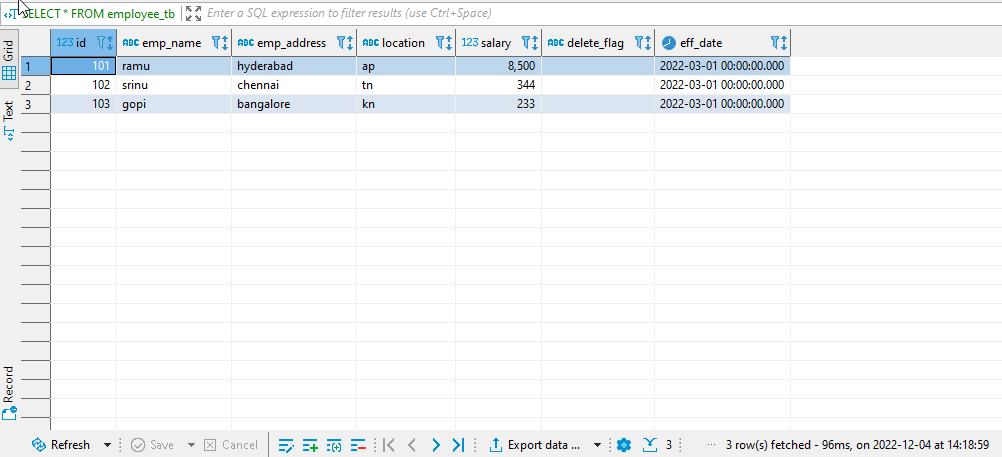 SELECT * FROM employee_tb Enter a SQL expression to filter results (use Ctrl+Space)
Grid
Text
Record
123 id ABC emp_name ABC emp_address ABC location 123 salary ABC delete_flag eff_date
1 101 ramu hyderabad ap 8,500 2022-03-01 00:00:00.000
2 102 srinu chennai tn 344 2022-03-01 00:00:00.000
3 103 gopi bangalore kn 233 2022-03-01 00:00:00.000
Refresh Save Cancel Export data ... 3 ... 3 row(s) fetched - 96ms, on 2022-12-04 at 14:18:59